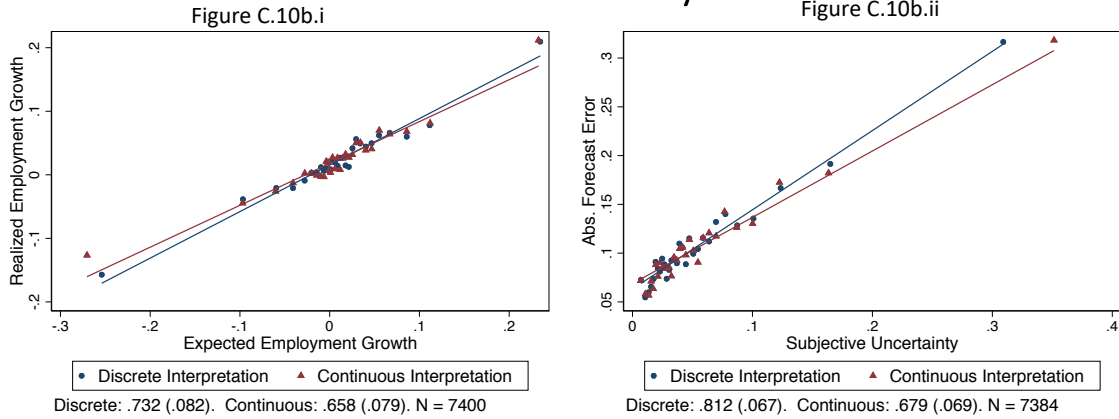 Figure C.10b.i
Realized Employment Growth
.2
.1
0
-.1
-.2
-.3
-.2
-.1
0
.1
.2
Expected Employment Growth
Discrete Interpretation Continuous Interpretation
Discrete: .732 (.082). Continuous: .658 (.079). N = 7400
Figure C.10b.ii
Abs. Forecast Error
.3
.25
.2
.15
.1
.05
0
.1
.2
.3
.4
Subjective Uncertainty
Discrete Interpretation Continuous Interpretation
Discrete: .812 (.067). Continuous: .679 (.069). N = 7384